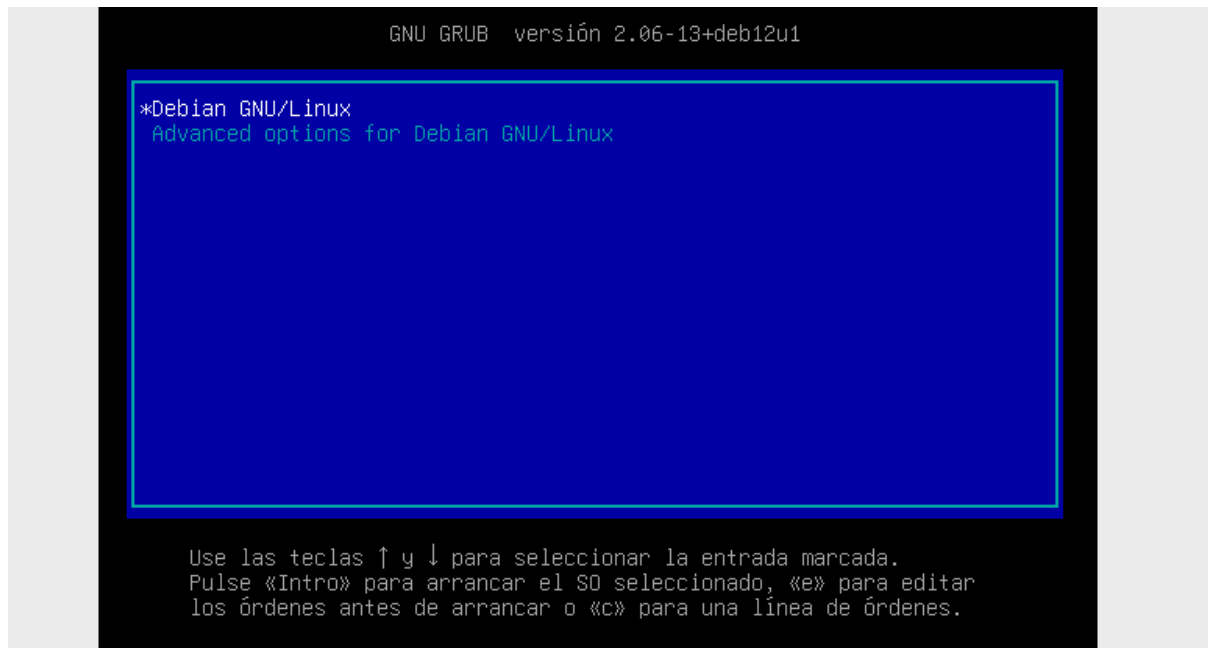 GNU GRUB versión 2.06-13+deb12u1
*Debian GNU/Linux
Advanced options for Debian GNU/Linux
Use las teclas ↑ y ↓ para seleccionar la entrada marcada.
Pulse «Intro» para arrancar el SO seleccionado, «e» para editar
los órdenes antes de arrancar o «c» para una línea de órdenes.